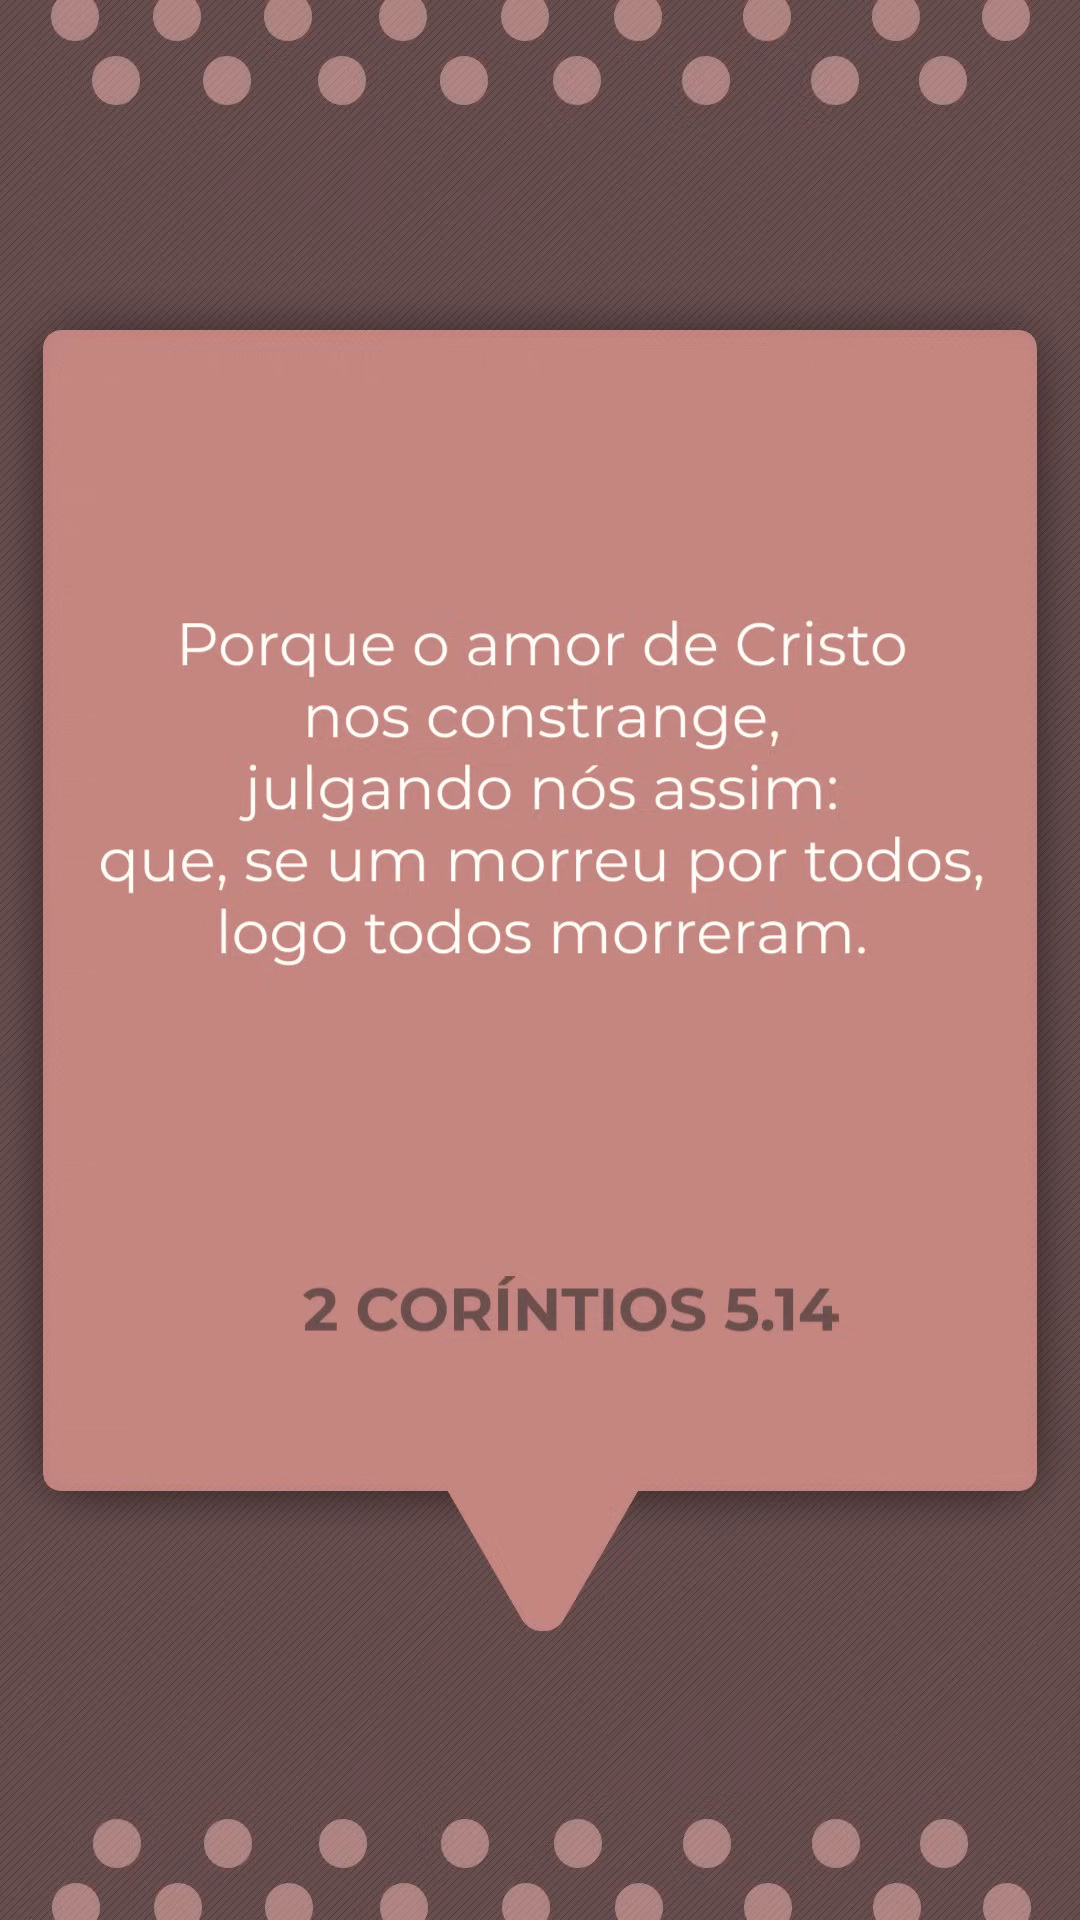 Porque o amor de Cristo
nos constrange,
julgando nós assim:
que, se um morreu por todos,
logo todos morreram.
2 CORÍNTIOS 5.14